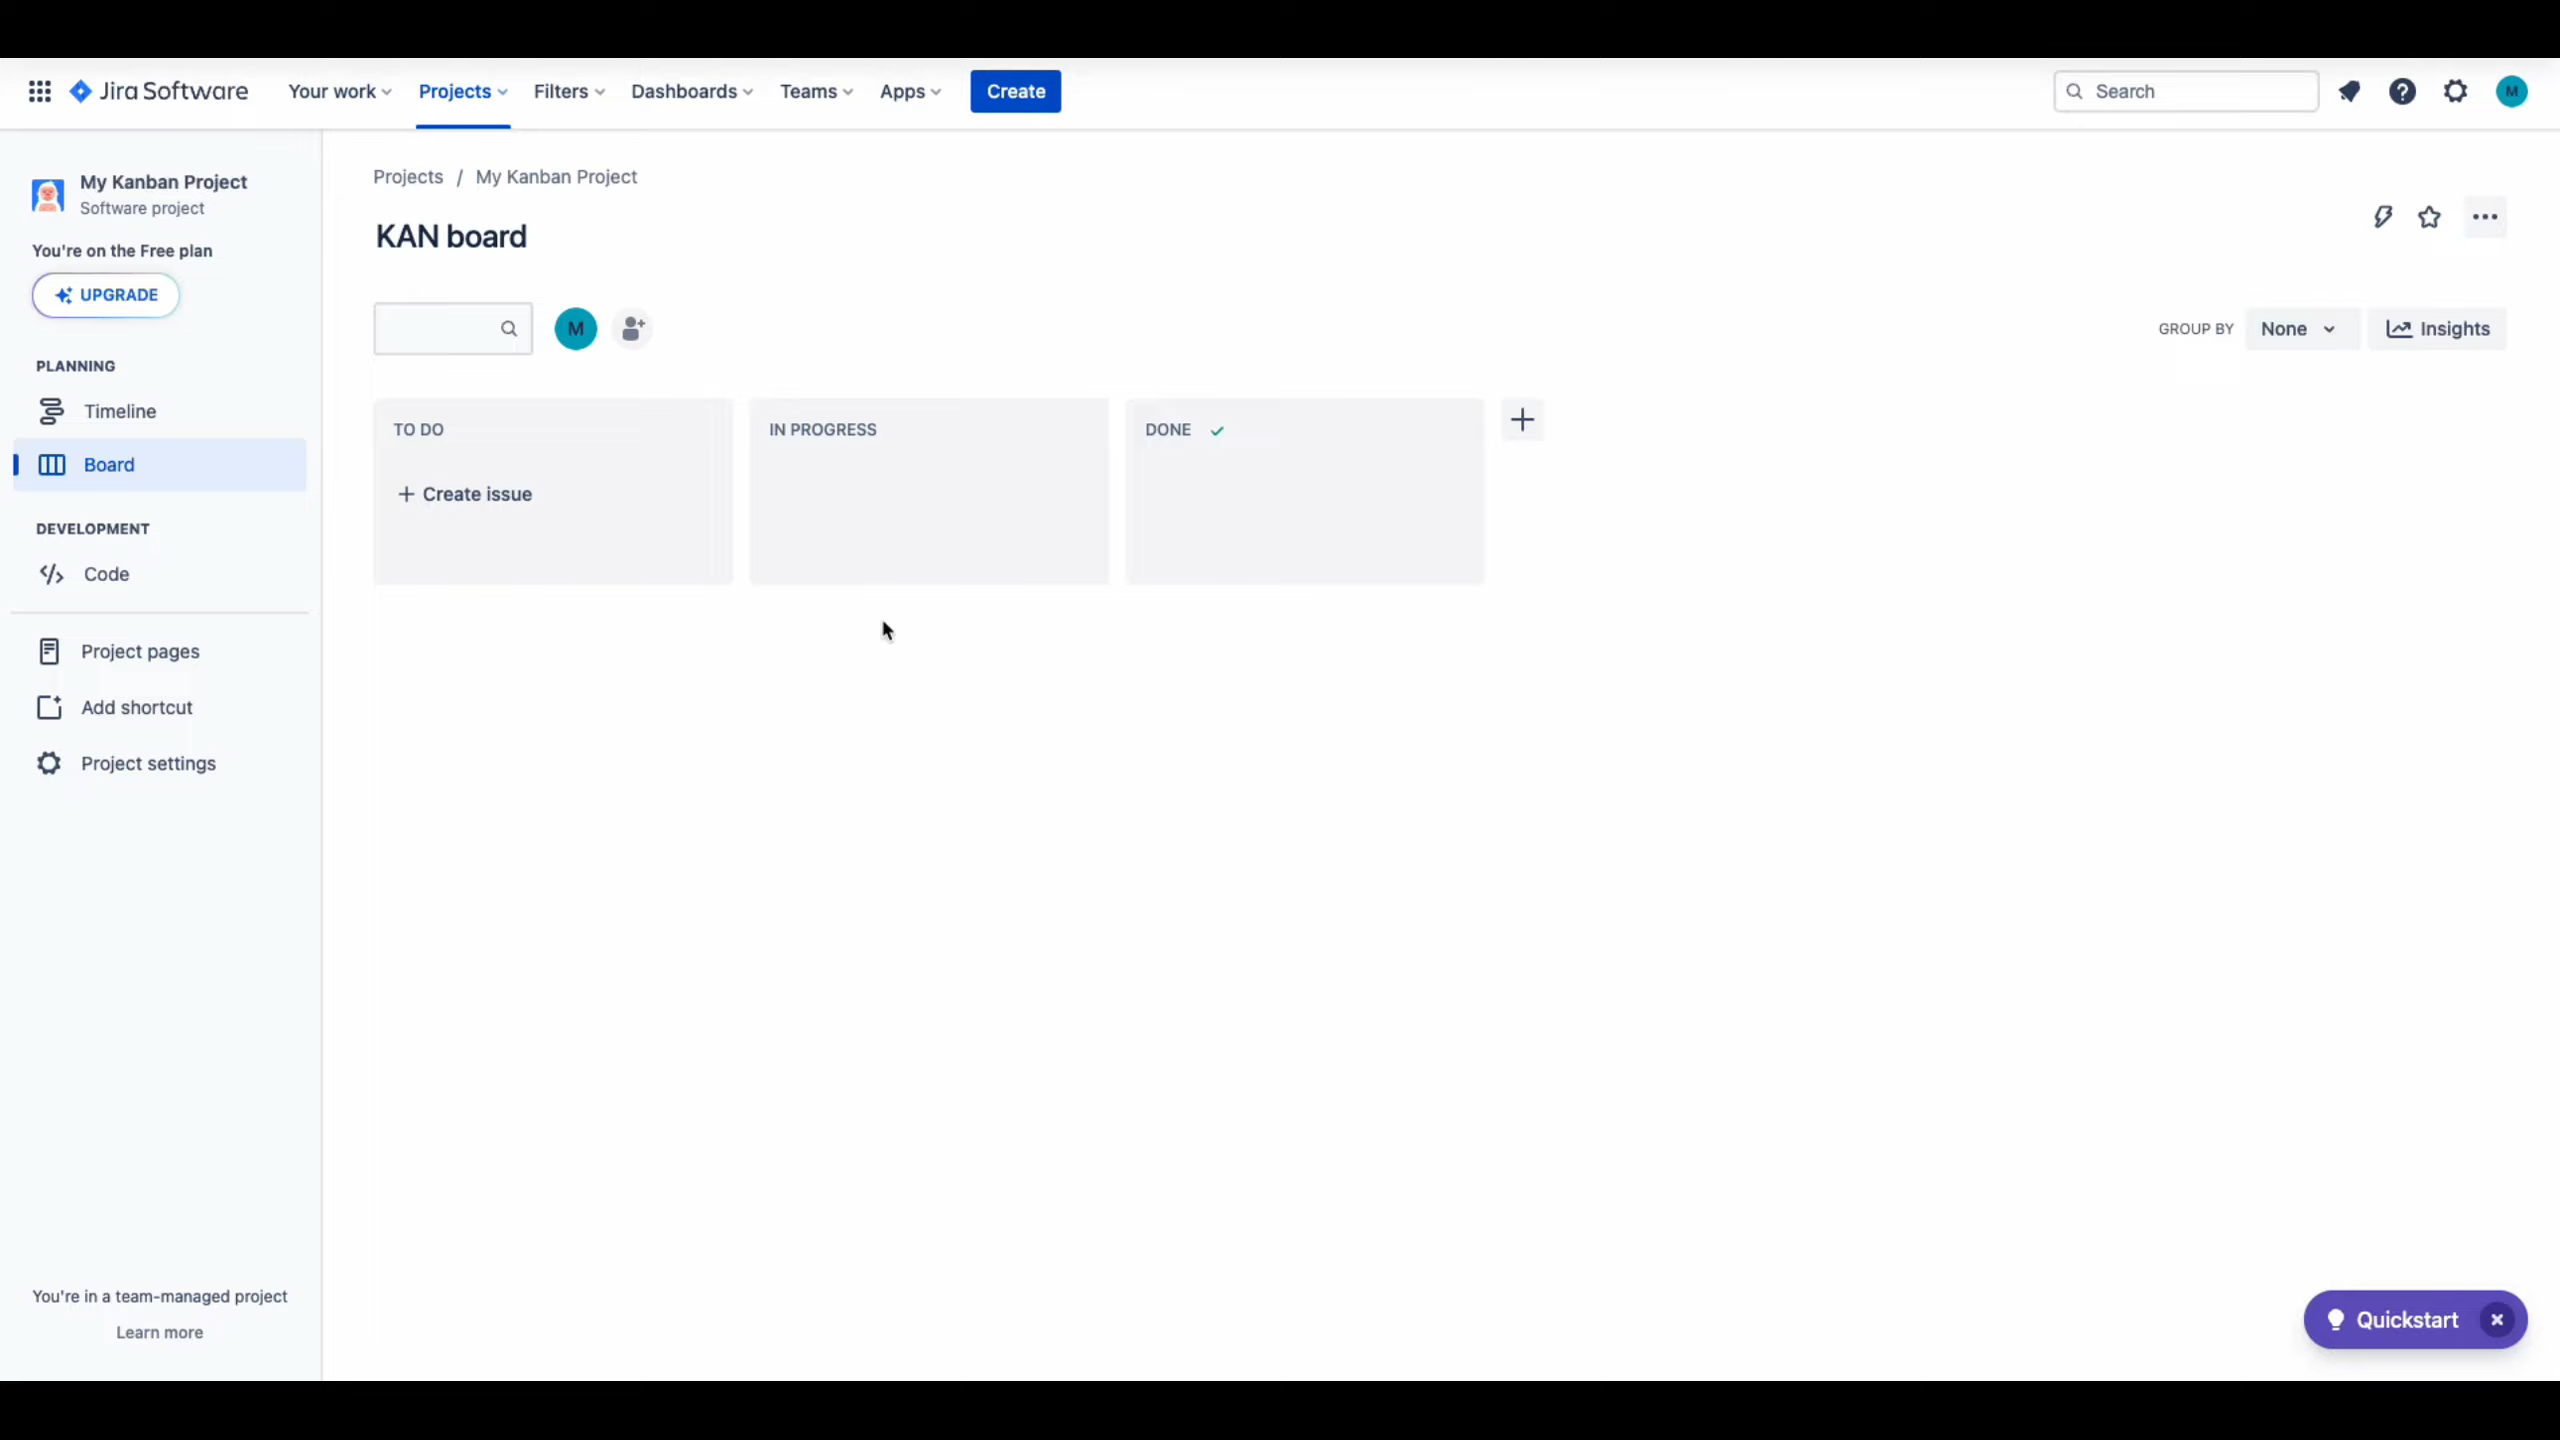 Jira Software Your work Projects Filters Dashboards Teams Apps Create Search M
My Kanban Project
Software project
You're on the Free plan
UPGRADE
PLANNING
Timeline
Board
DEVELOPMENT
Code
Project pages
Add shortcut
Project settings
You're in a team-managed project
Learn more
Projects / My Kanban Project
KAN board
M GROUP BY None Insights
TO DO IN PROGRESS DONE
+ Create issue
Quickstart